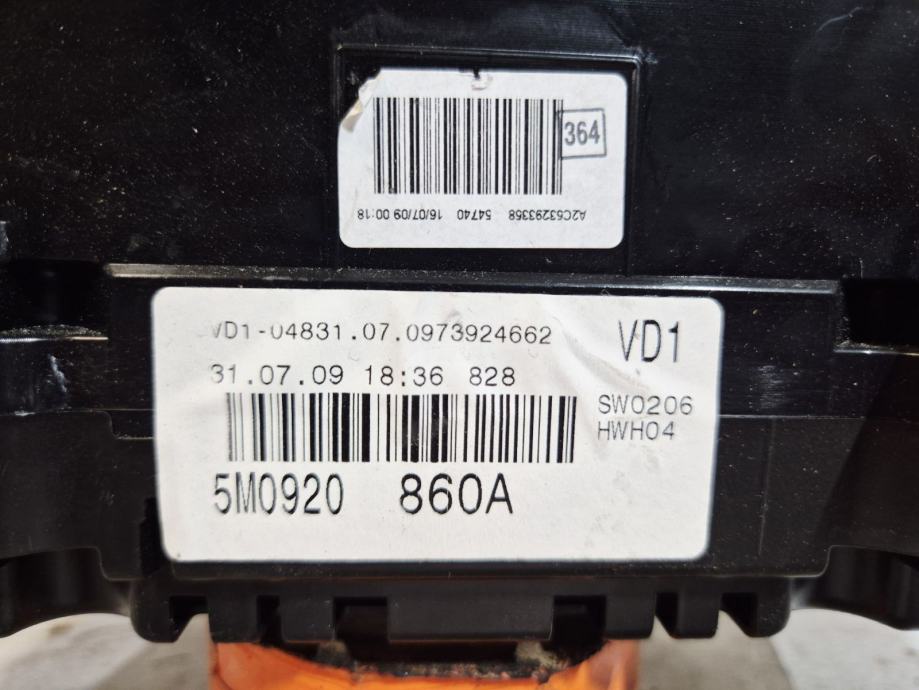 364
A2C53293358 54740 16/07/09 00:18
VD1-04831.07.0973924662
VD1
31.07.09 18:36 828
SW0206
HWH04
5M0920 860A